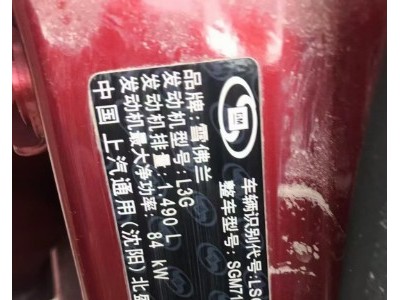 GM
品牌:雪佛兰
车辆识别代号:LS
发动机型号:L3G
整车型号:SGM71
发动机排量:1.490 L
发动机最大净功率: 84 kW
中国 上汽通用(沈阳)北盛